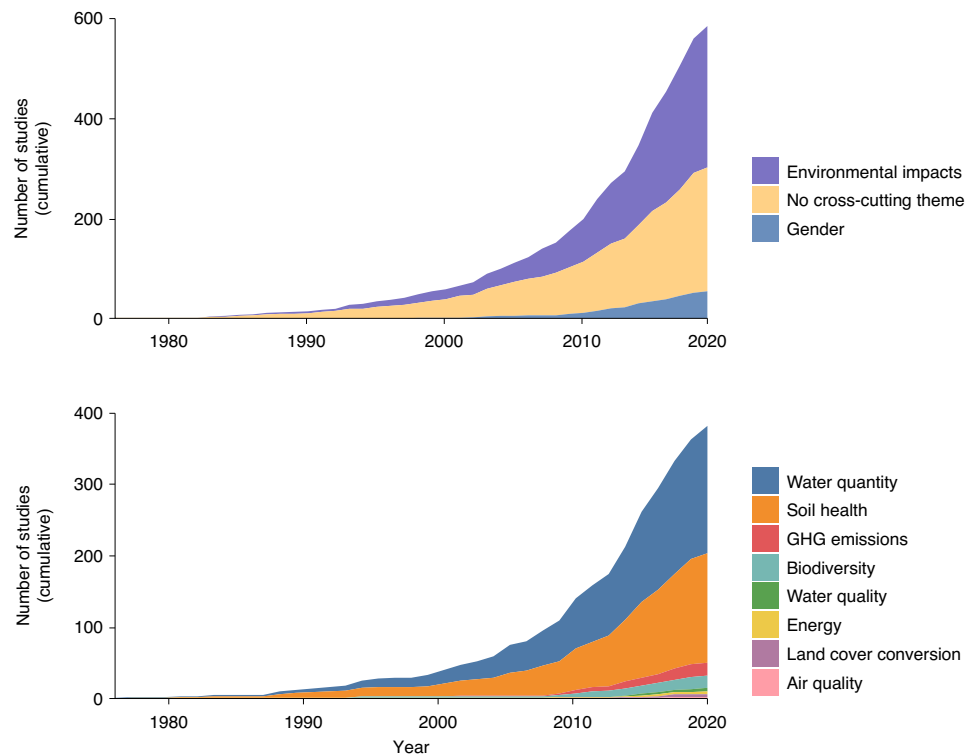 600
400
200
0
Number of studies
(cumulative)
1980
1990
2000
2010
2020
Environmental impacts
No cross-cutting theme
Gender
400
300
200
100
0
Number of studies
(cumulative)
1980
1990
2000
2010
2020
Year
Water quantity
Soil health
GHG emissions
Biodiversity
Water quality
Energy
Land cover conversion
Air quality